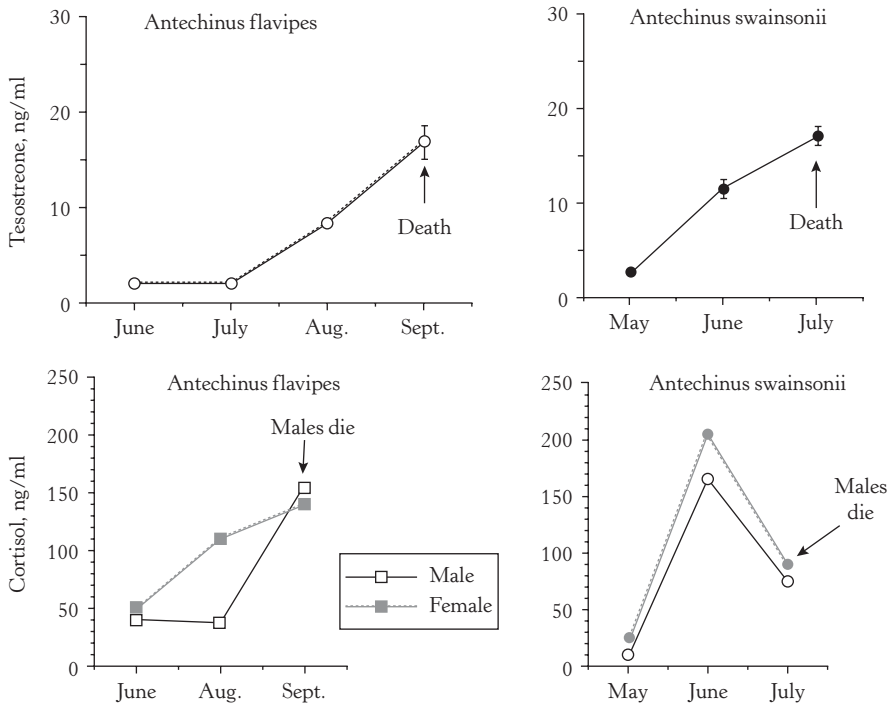 Antechinus flavipes
Tesostreone, ng/ml
30
20
10
0
Death
June July Aug. Sept.
Antechinus swainsonii
30
20
10
0
Death
May June July
Antechinus flavipes
Cortisol, ng/ml
250
200
150
100
50
0
Males die
Male
Female
June Aug. Sept.
Antechinus swainsonii
250
200
150
100
50
0
Males
die
May June July